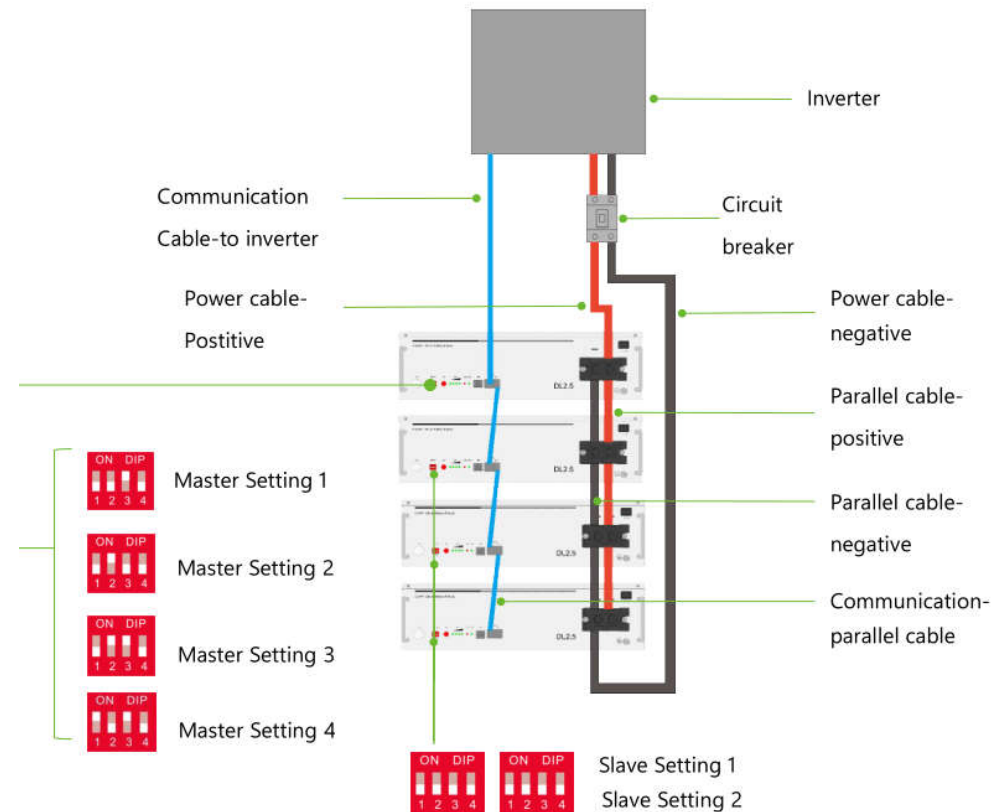 Inverter
Communication
Cable-to inverter
Circuit
breaker
Power cable-
Postitive
Power cable-
negative
DL2.5
Parallel cable-
positive
DL2.5
ON DIP
1 2 3 4
Master Setting 1
Parallel cable-
negative
DL2.5
ON DIP
1 2 3 4
Master Setting 2
Communication-
parallel cable
DL2.5
ON DIP
1 2 3 4
Master Setting 3
ON DIP
1 2 3 4
Master Setting 4
ON DIP
1 2 3 4
ON DIP
1 2 3 4
Slave Setting 1
Slave Setting 2